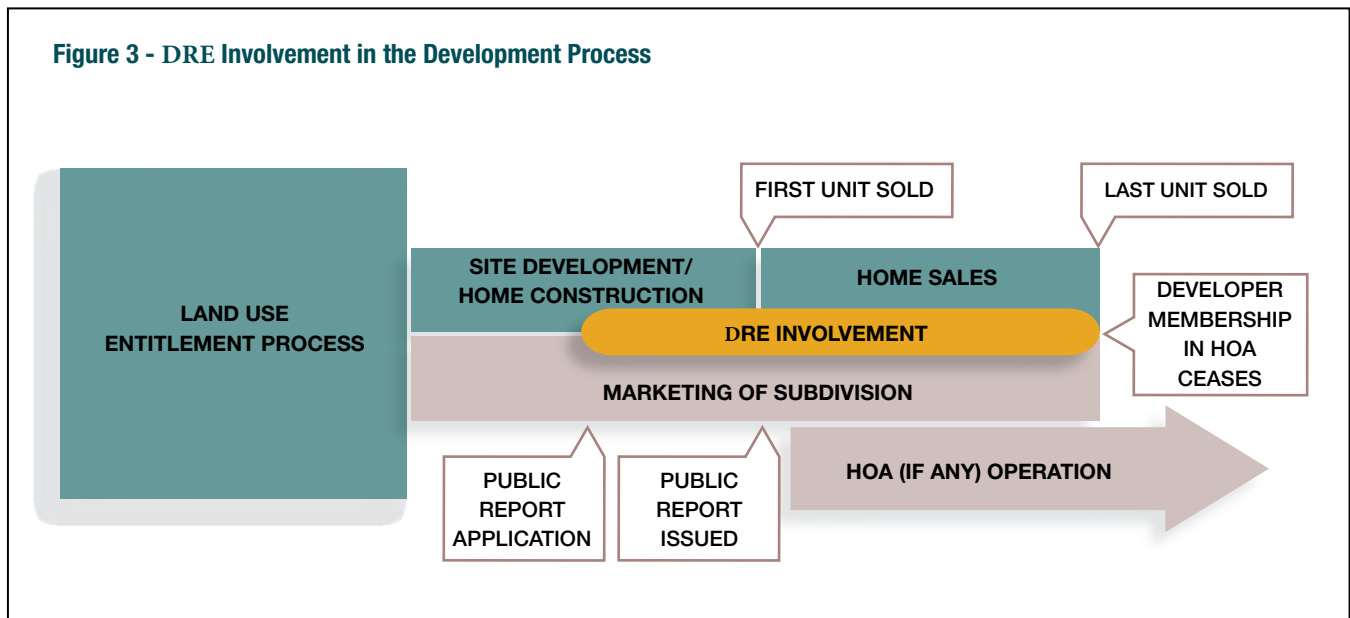 Figure 3 - DRE Involvement in the Development Process
FIRST UNIT SOLD
LAST UNIT SOLD
LAND USE
ENTITLEMENT PROCESS
SITE DEVELOPMENT/
HOME CONSTRUCTION
HOME SALES
DRE INVOLVEMENT
DEVELOPER
MEMBERSHIP
IN HOA
CEASES
MARKETING OF SUBDIVISION
PUBLIC
REPORT
APPLICATION
PUBLIC
REPORT
ISSUED
HOA (IF ANY) OPERATION